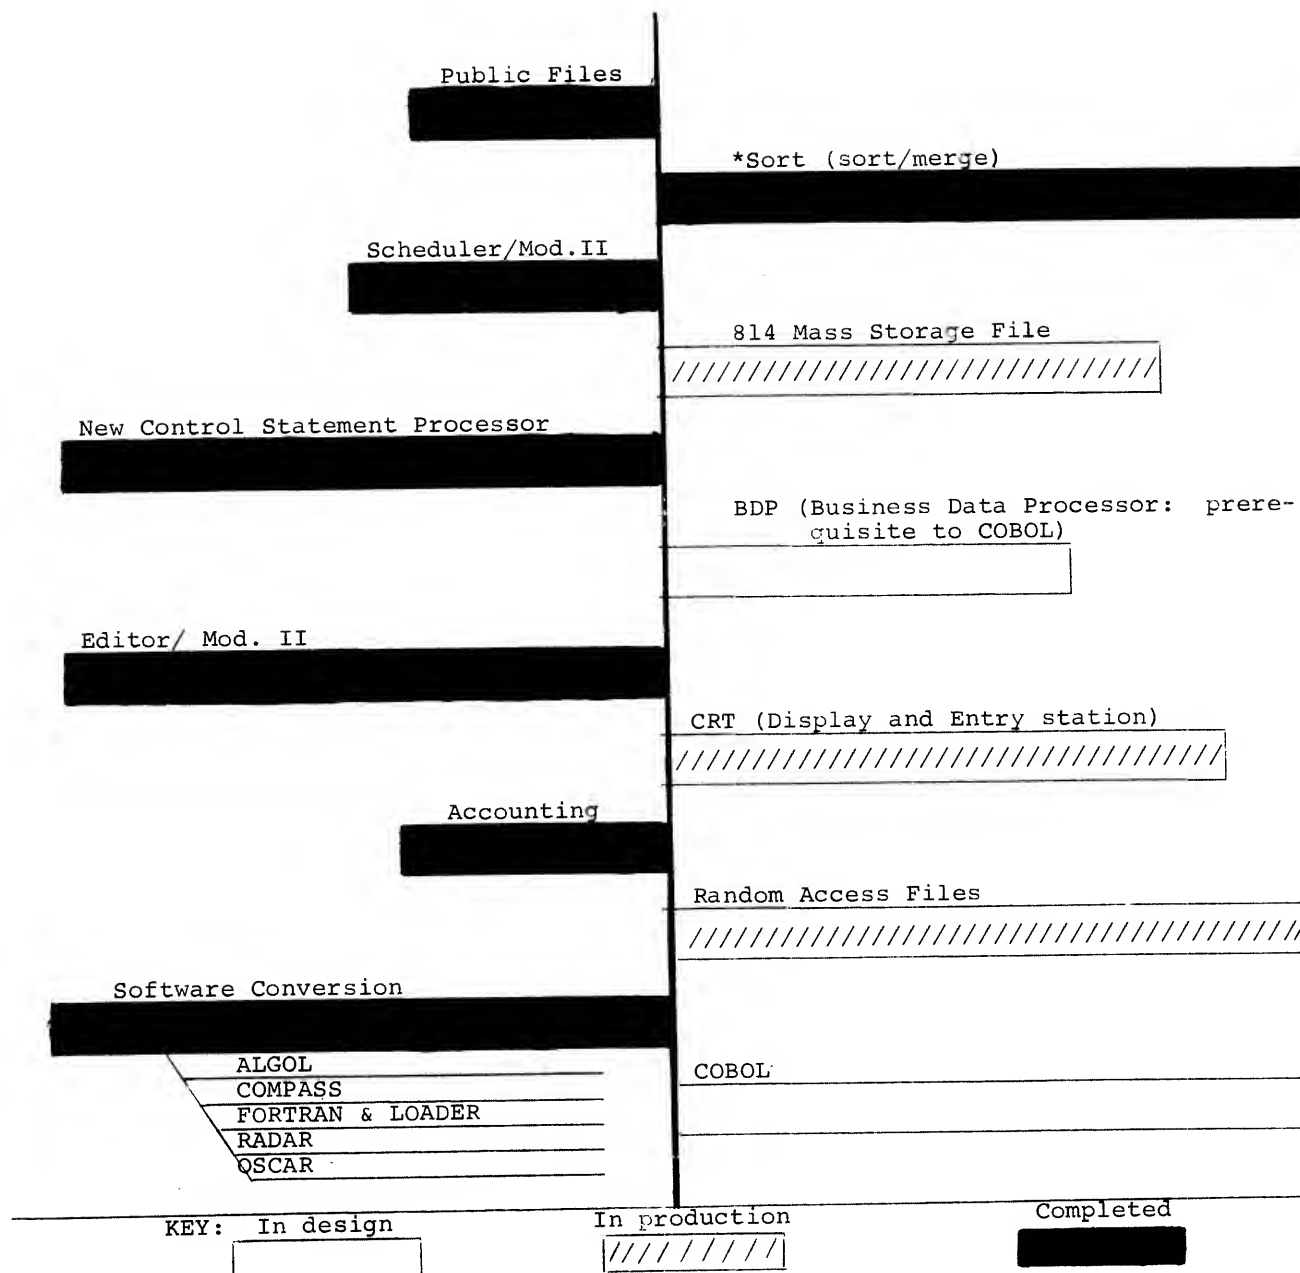 Public Files
*Sort (sort/merge)
Scheduler/Mod.II
814 Mass Storage File
New Control Statement Processor
BDP (Business Data Processor: prere-
quisite to COBOL)
Editor/ Mod. II
CRT (Display and Entry station)
Accounting
Random Access Files
Software Conversion
ALGOL
COMPASS
FORTRAN & LOADER
RADAR
OSCAR
COBOL
KEY: In design In production Completed